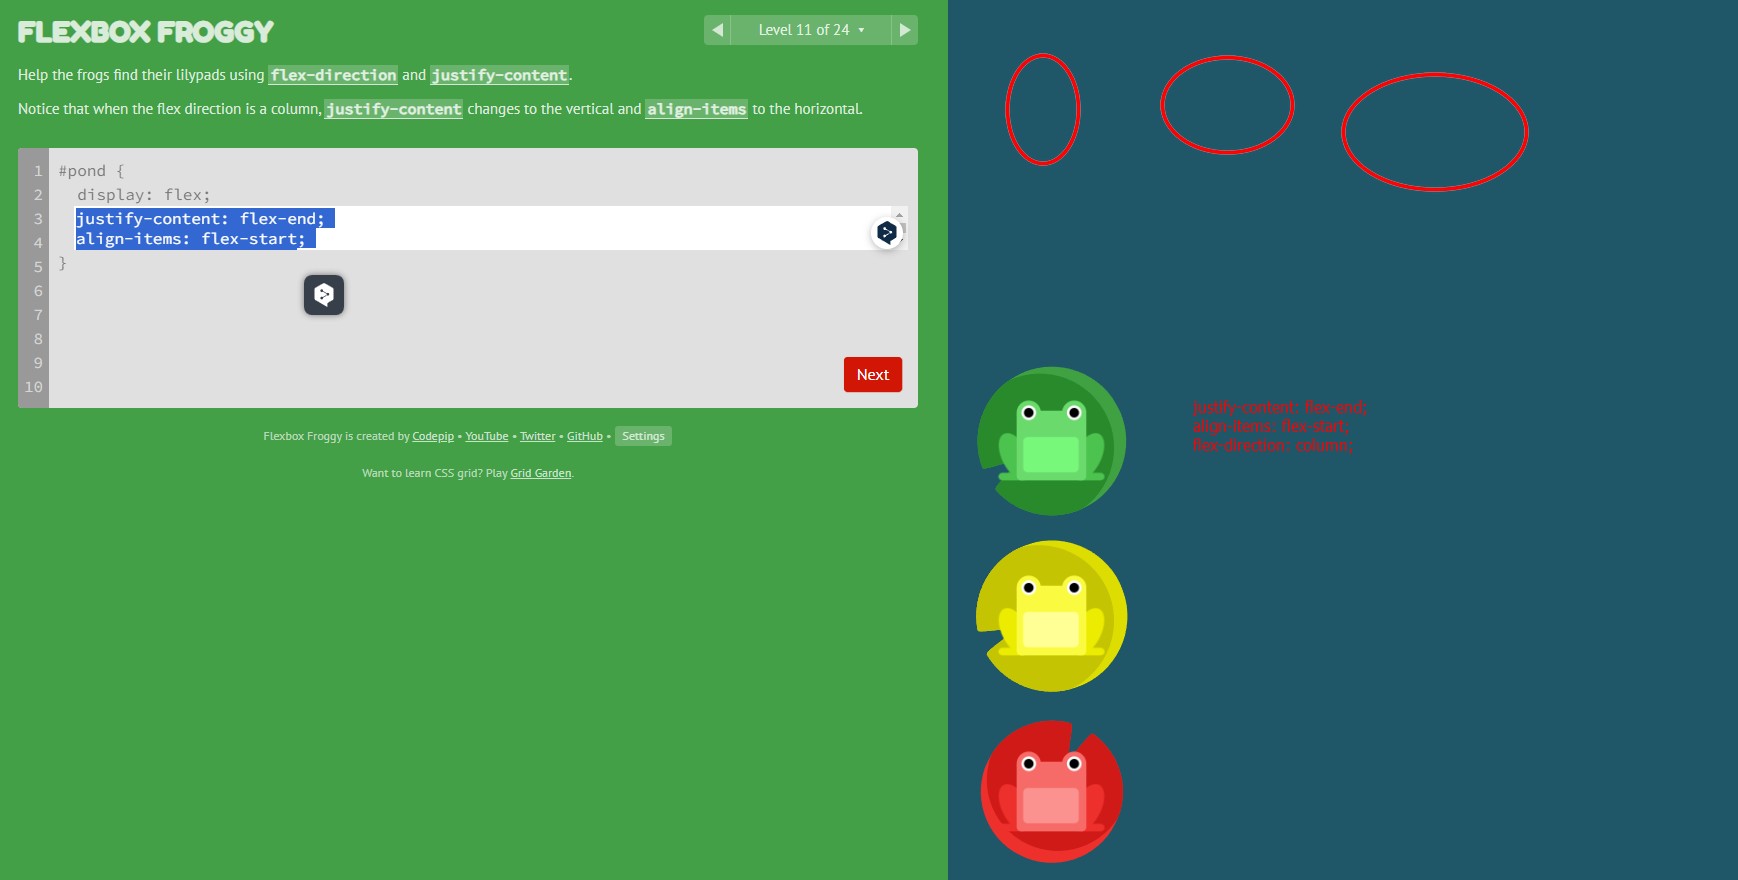 FLEXBOX FROGGY
Level 11 of 24
Help the frogs find their lilypads using flex-direction and justify-content.
Notice that when the flex direction is a column, justify-content changes to the vertical and align-items to the horizontal.
1 #pond {
2 display: flex;
3 justify-content: flex-end;
4 align-items: flex-start;
5 }
6
7
8
9
10
Next
Flexbox Froggy is created by Codepip • YouTube • Twitter • GitHub • Settings
Want to learn CSS grid? Play Grid Garden.
justify-content: flex-end;
align-items: flex-start;
flex-direction: column;